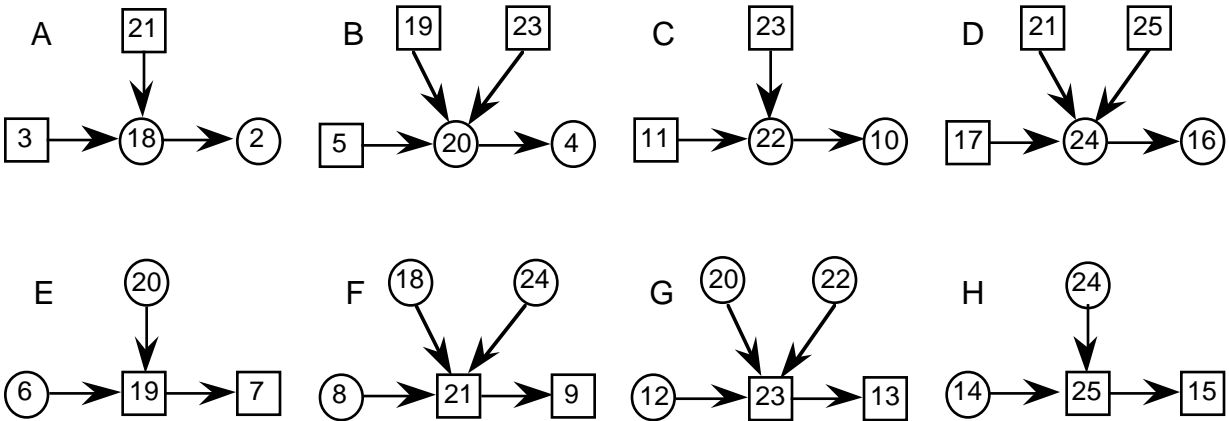 A 21
3 18 2
B 19 23
5 20 4
C 23
11 22 10
D 21 25
17 24 16
E 20
6 19 7
F 18 24
8 21 9
G 20 22
12 23 13
H 24
14 25 15